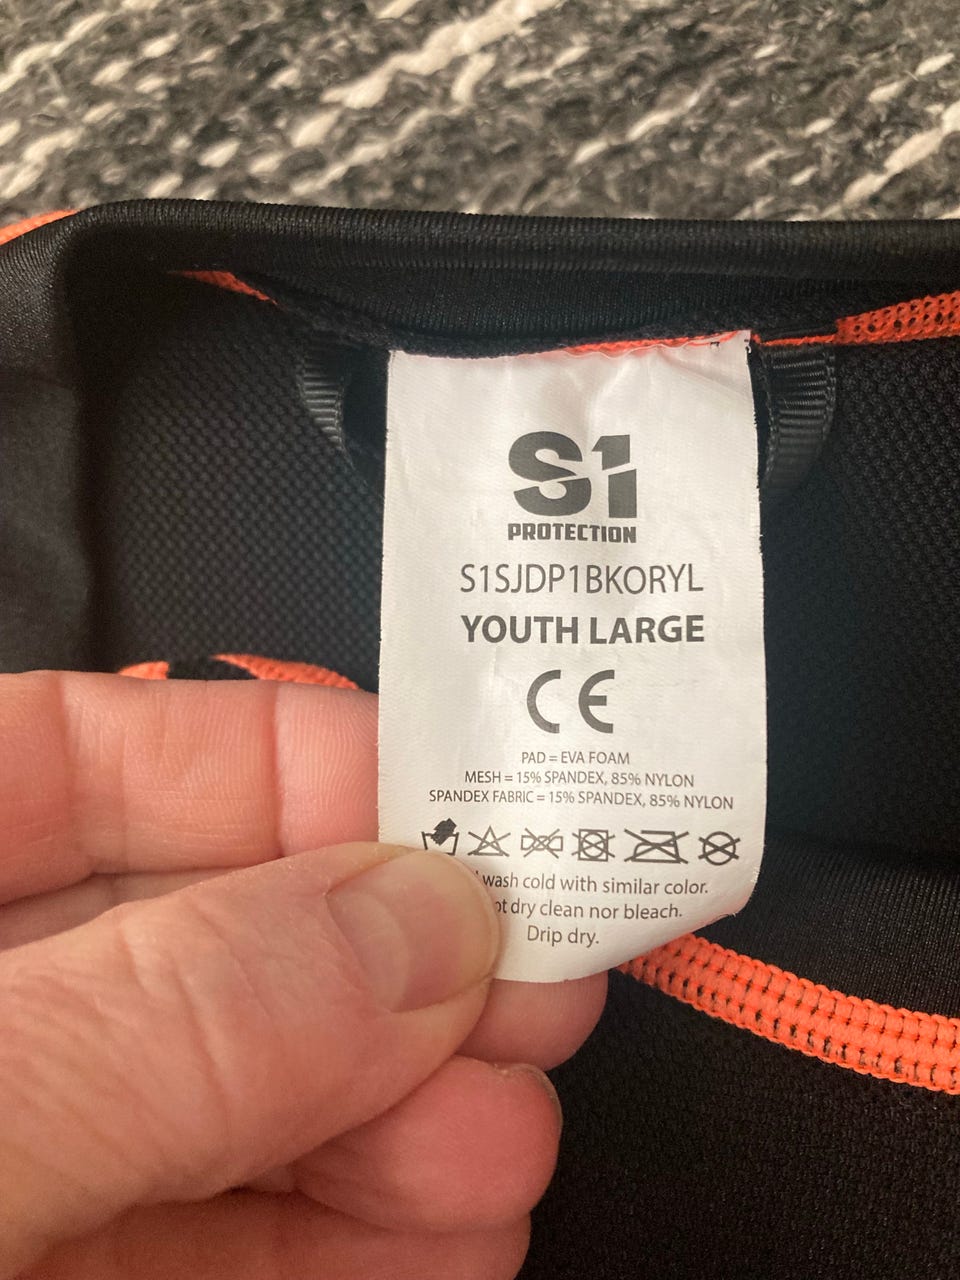 S1
PROTECTION
S1SJDP1BKORYL
YOUTH LARGE
CE
PAD = EVA FOAM
MESH = 15% SPANDEX, 85% NYLON
SPANDEX FABRIC = 15% SPANDEX, 85% NYLON
wash cold with similar color.
dry clean nor bleach.
Drip dry.